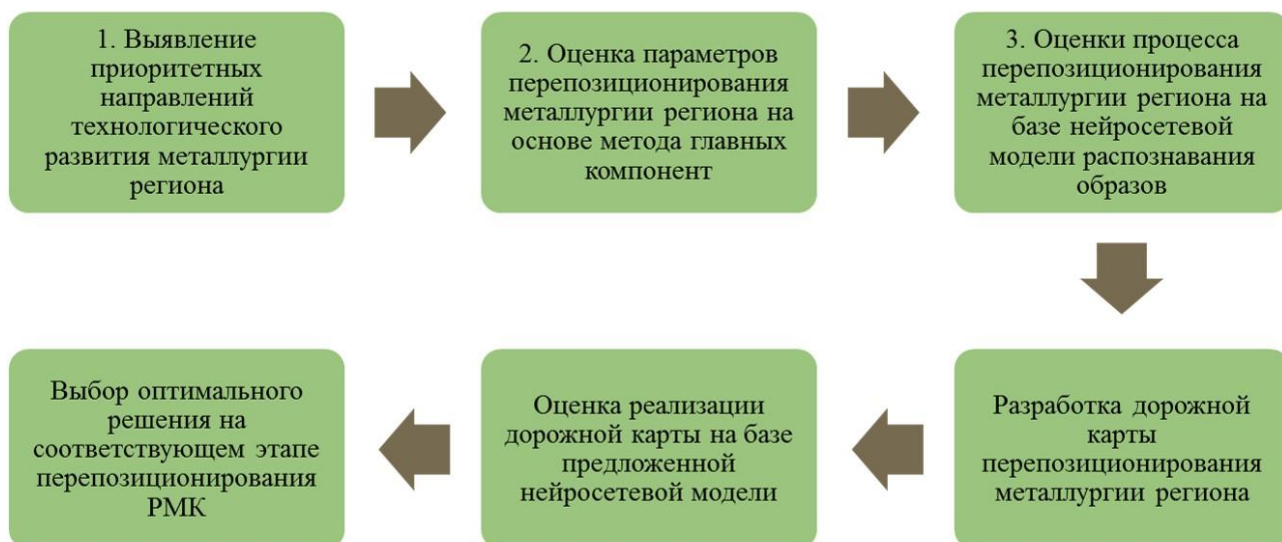 1. Выявление
приоритетных
направлений
технологического
развития металлургии
региона
2. Оценка параметров
перепозиционирования
металлургии региона на
основе метода главных
компонент
3. Оценки процесса
перепозиционирования
металлургии региона на
базе нейросетевой
модели распознавания
образов
Разработка дорожной
карты
перепозиционирования
металлургии региона
Оценка реализации
дорожной карты на базе
предложенной
нейросетевой модели
Выбор оптимального
решения на
соответствующем этапе
перепозиционирования
РМК